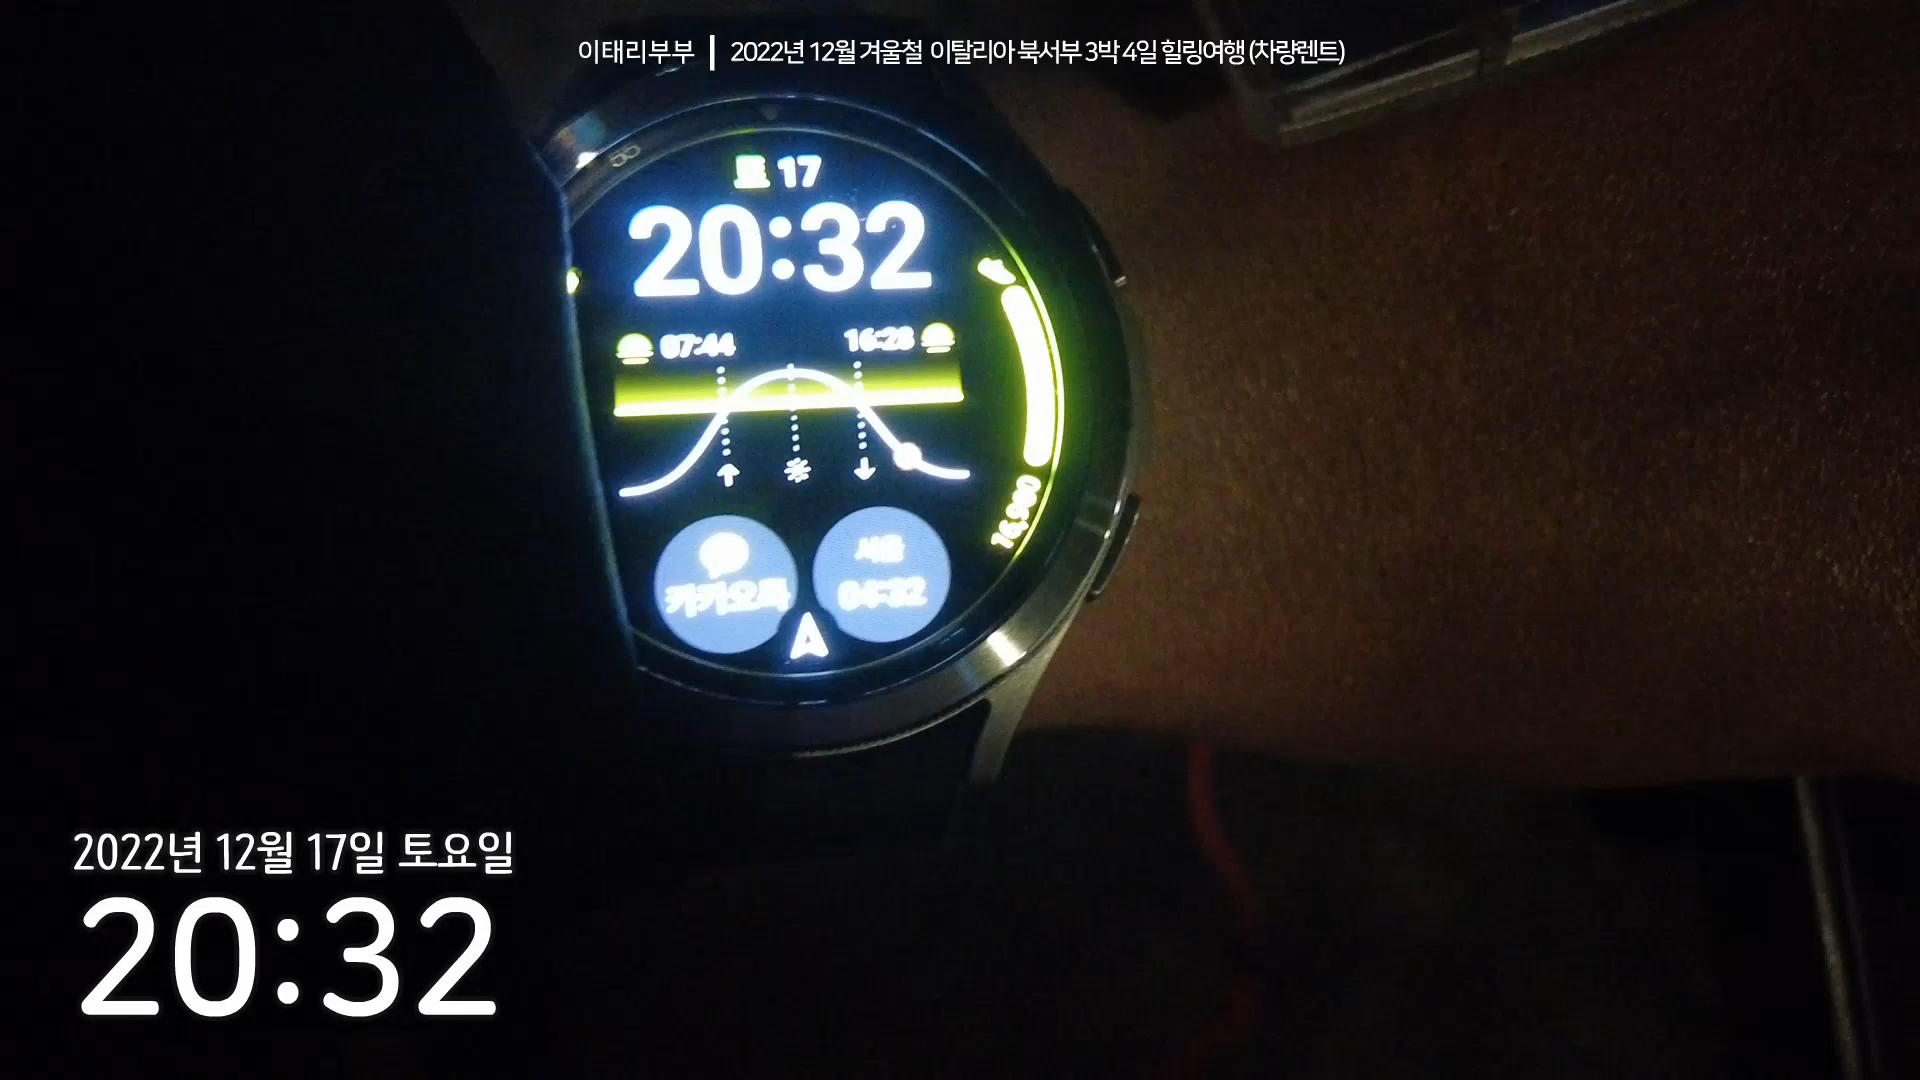 이태리부부 | 2022년 12월 겨울철 이탈리아 북서부 3박 4일 힐링여행 (차량렌트)
토 17
20:32
07:44 16:28
카카오톡
서울
04:32
2022년 12월 17일 토요일
20:32